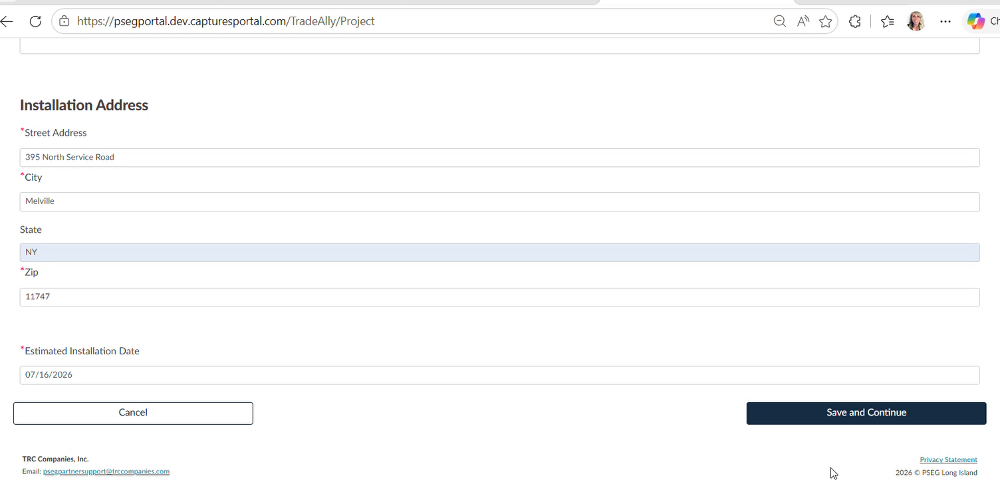 https://psegportal.dev.capturesportal.com/TradeAlly/Project
Installation Address
*Street Address
395 North Service Road
*City
Melville
State
NY
*Zip
11747
*Estimated Installation Date
07/16/2026
Cancel
Save and Continue
TRC Companies, Inc.
Privacy Statement
Email: psegpartnersupport@trccompanies.com
2026 © PSEG Long Island